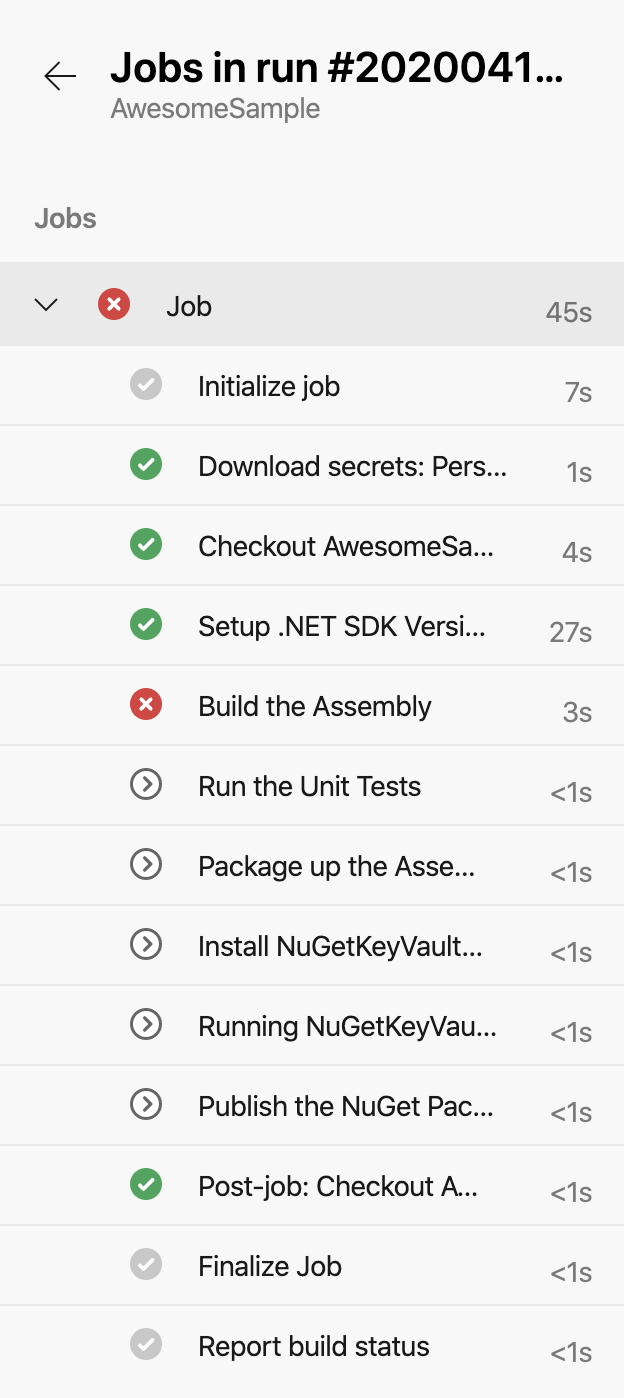 Jobs in run #2020041...
AwesomeSample
Jobs
Job 45s
Initialize job 7s
Download secrets: Pers... 1s
Checkout AwesomeSa... 4s
Setup .NET SDK Versi... 27s
Build the Assembly 3s
Run the Unit Tests <1s
Package up the Asse... <1s
Install NuGetKeyVault... <1s
Running NuGetKeyVau... <1s
Publish the NuGet Pac... <1s
Post-job: Checkout A... <1s
Finalize Job <1s
Report build status <1s